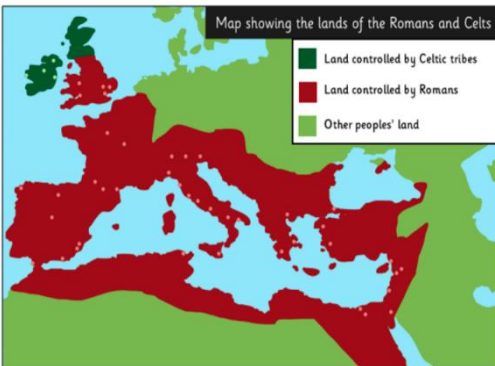 Map showing the lands of the Romans and Celts
Land controlled by Celtic tribes
Land controlled by Romans
Other peoples' land